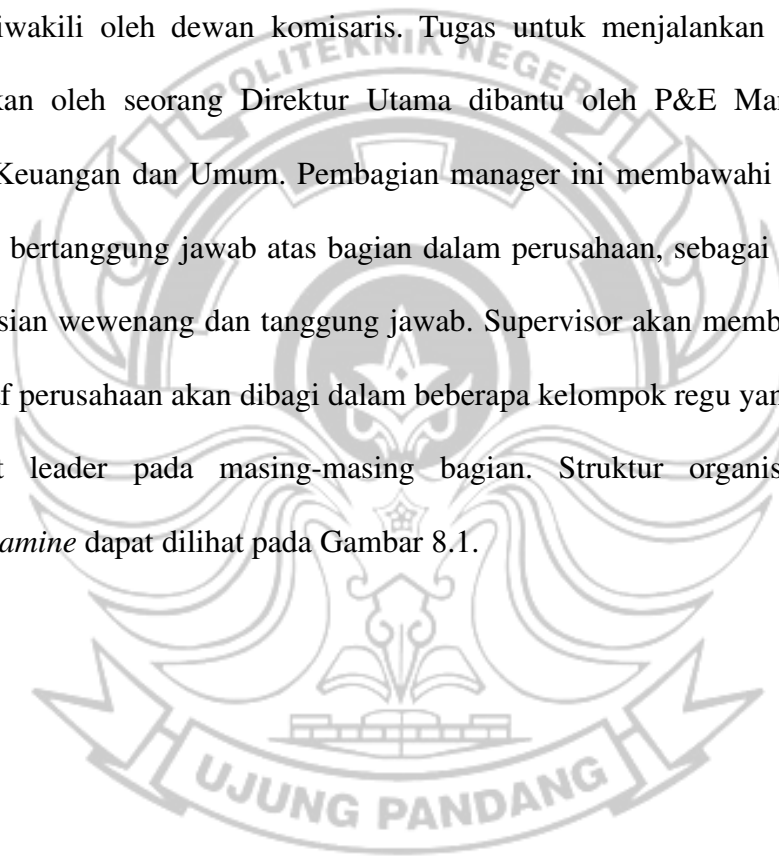 iwakili oleh dewan komisaris. Tugas untuk menjalankan
kan oleh seorang Direktur Utama dibantu oleh P&E Ma
Keuangan dan Umum. Pembagian manager ini membawahi
bertanggung jawab atas bagian dalam perusahaan, sebagai
sian wewenang dan tanggung jawab. Supervisor akan memb
f perusahaan akan dibagi dalam beberapa kelompok regu yan
t leader pada masing-masing bagian. Struktur organis
amine dapat dilihat pada Gambar 8.1.
POLITEKNIK NEGERI
UJUNG PANDANG